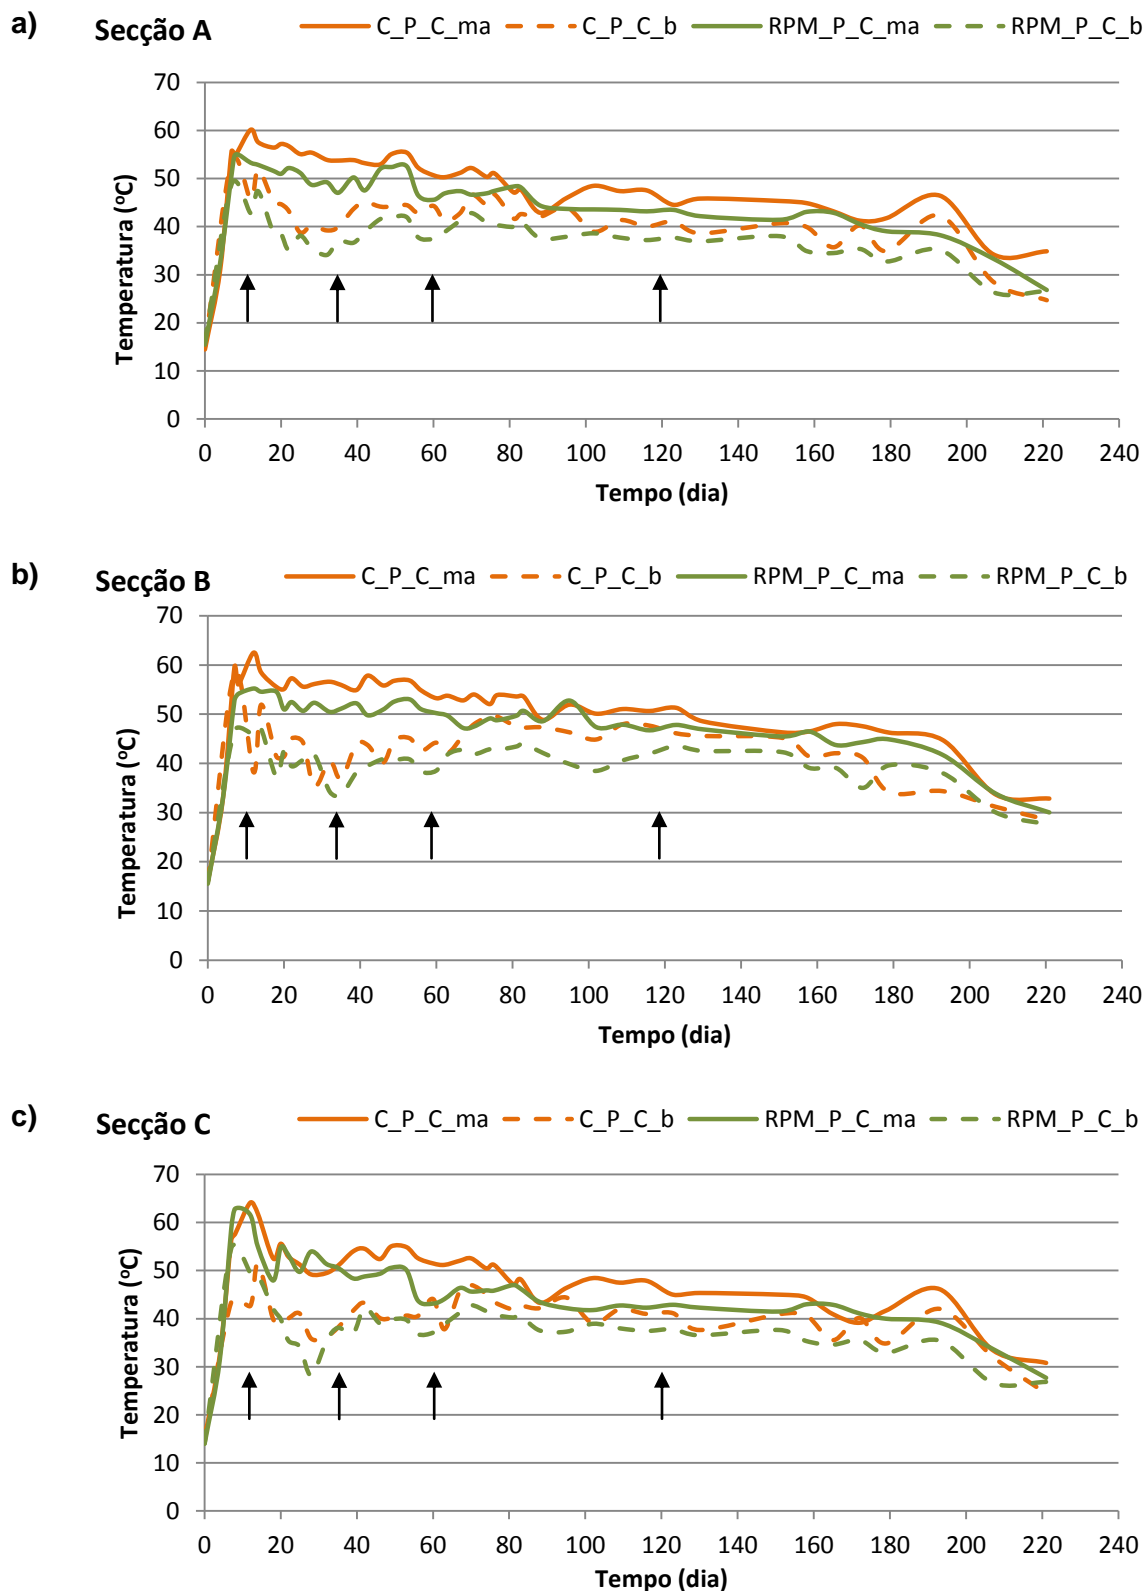 a) Secção A C_P_C_ma C_P_C_b RPM_P_C_ma RPM_P_C_b
70
60
50
40
30
20
10
0
Temperatura (ºC)
0 20 40 60 80 100 120 140 160 180 200 220 240
Tempo (dia)
b) Secção B C_P_C_ma C_P_C_b RPM_P_C_ma RPM_P_C_b
70
60
50
40
30
20
10
0
Temperatura (ºC)
0 20 40 60 80 100 120 140 160 180 200 220 240
Tempo (dia)
c) Secção C C_P_C_ma C_P_C_b RPM_P_C_ma RPM_P_C_b
70
60
50
40
30
20
10
0
Temperatura (ºC)
0 20 40 60 80 100 120 140 160 180 200 220 240
Tempo (dia)